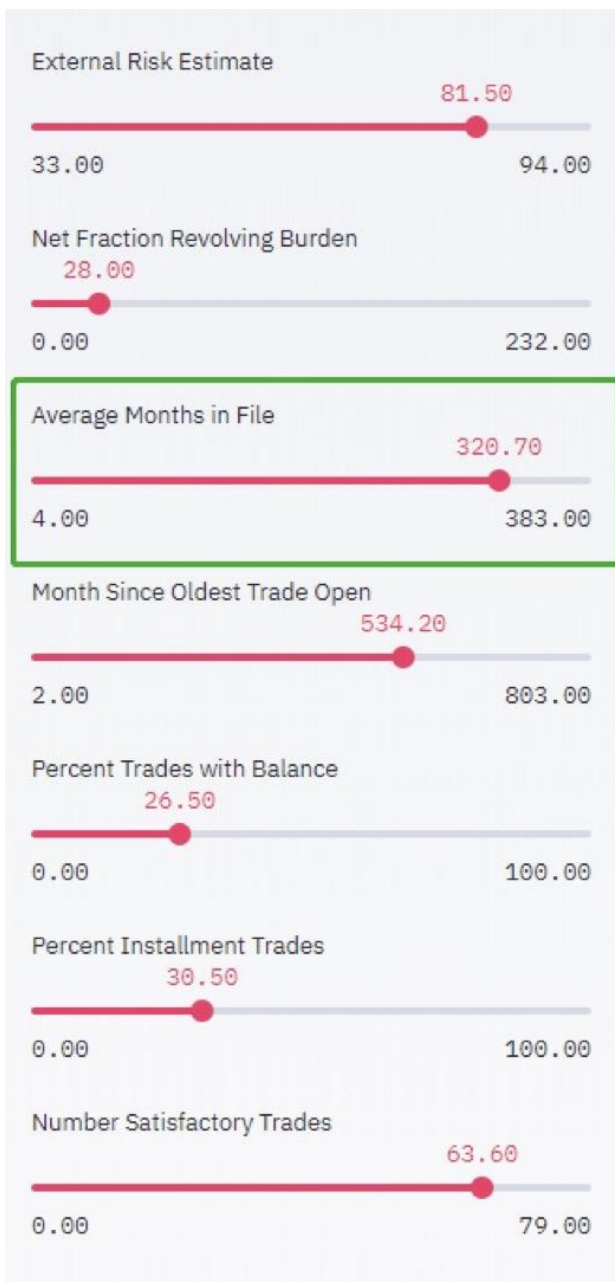 External Risk Estimate
81.50
33.00 94.00
Net Fraction Revolving Burden
28.00
0.00 232.00
Average Months in File
320.70
4.00 383.00
Month Since Oldest Trade Open
534.20
2.00 803.00
Percent Trades with Balance
26.50
0.00 100.00
Percent Installment Trades
30.50
0.00 100.00
Number Satisfactory Trades
63.60
0.00 79.00